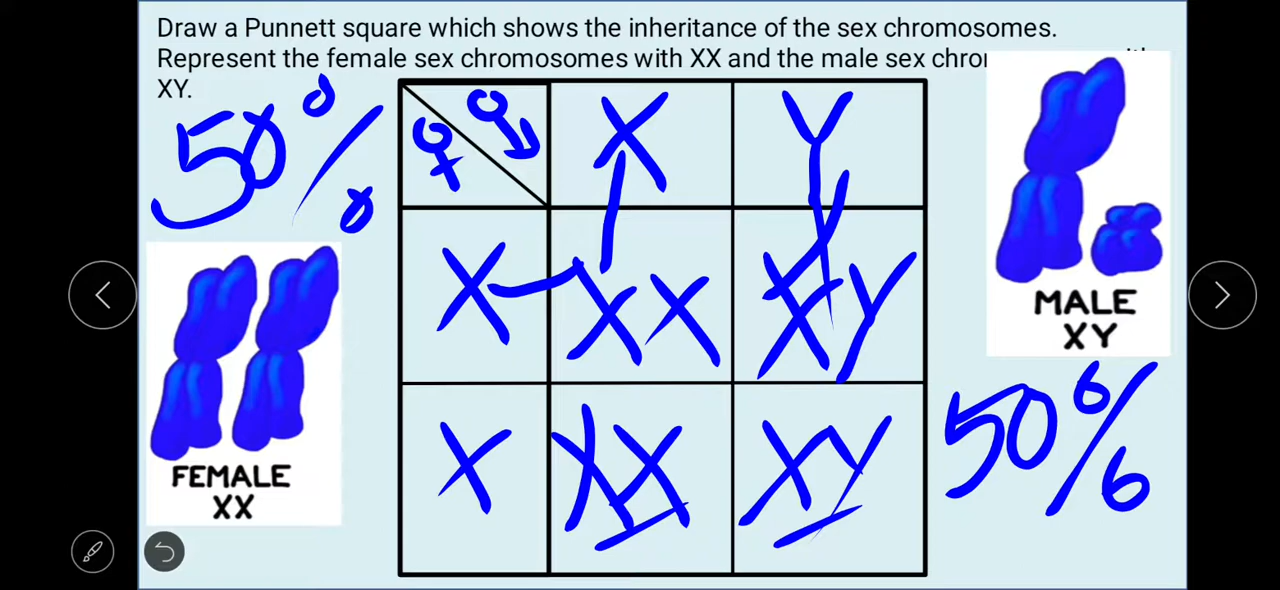 Draw a Punnett square which shows the inheritance of the sex chromosomes.
Represent the female sex chromosomes with XX and the male sex
XY.
50%
♀ ♂ X Y
X XX XY
X XX XY
FEMALE
XX
MALE
XY
50%